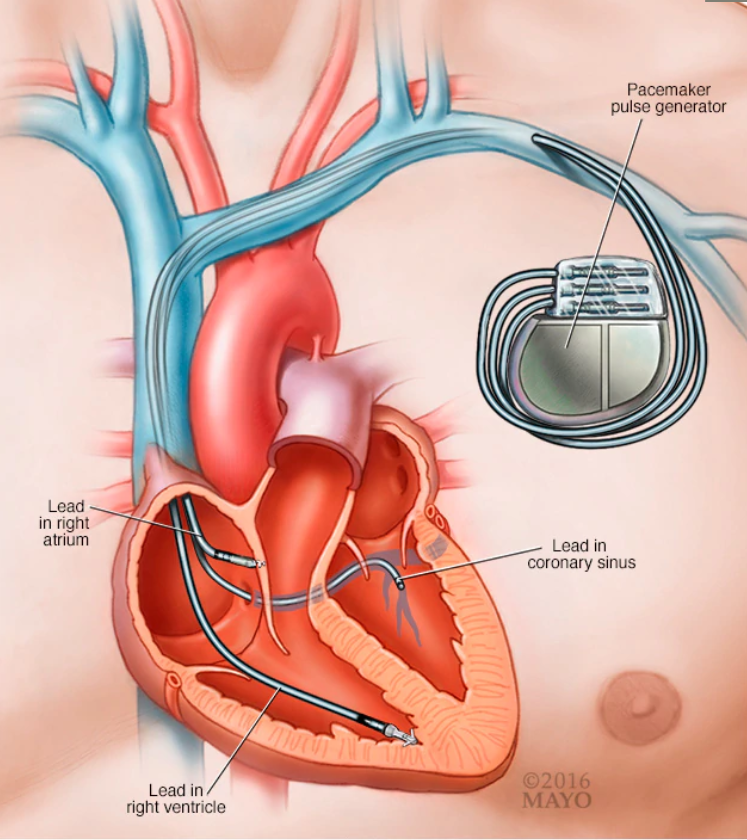 Pacemaker
pulse generator
Lead
in right
atrium
Lead in
coronary sinus
Lead in
right ventricle
©2016
MAYO